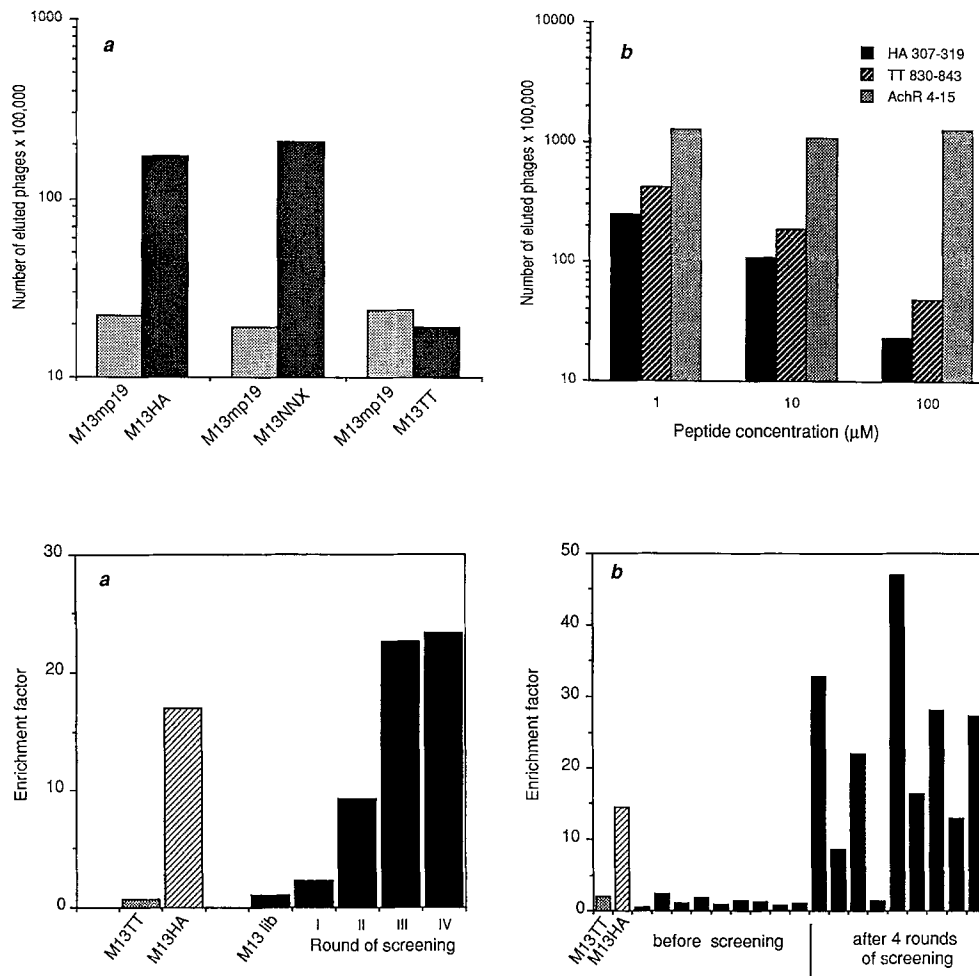 a
1000
100
10
Number of eluted phages x 100,000
M13mp19
M13HA
M13mp19
M13NNX
M13mp19
M13TT
b
10000
1000
100
10
Number of eluted phages x 100,000
HA 307-319
TT 830-843
AchR 4-15
1
10
100
Peptide concentration (μM)
a
30
20
10
0
Enrichment factor
M13TT
M13HA
M13 lib
I
II
III
IV
Round of screening
b
50
40
30
20
10
0
Enrichment factor
M13TT
M13HA
before screening
after 4 rounds
of screening